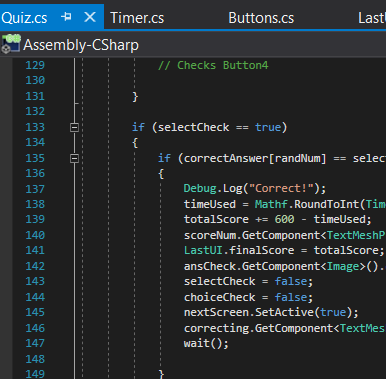 Quiz.cs Timer.cs Buttons.cs
Assembly-CSharp
129 // Checks Button4
130
131 }
132
133 if (selectCheck == true)
134 {
135 if (correctAnswer[randNum] == selec
136 {
137 Debug.Log("Correct!");
138 timeUsed = Mathf.RoundToInt(Tim
139 totalScore += 600 - timeUsed;
140 scoreNum.GetComponent<TextMeshP
141 LastUI.finalScore = totalScore;
142 ansCheck.GetComponent<Image>().
143 selectCheck = false;
144 choiceCheck = false;
145 nextScreen.SetActive(true);
146 correcting.GetComponent<TextMes
147 wait();
148
149 }